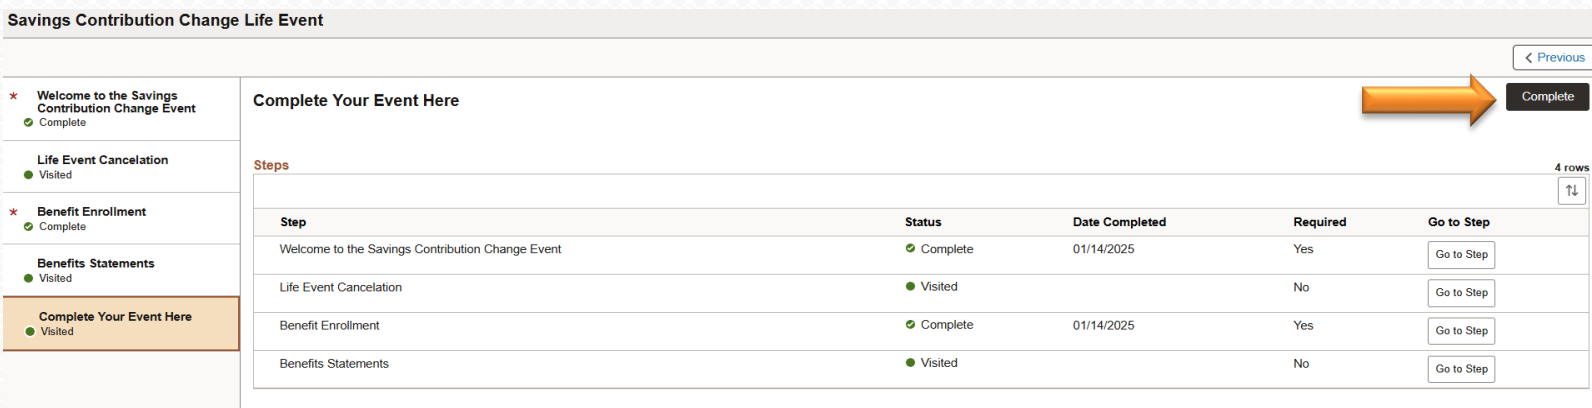 Savings Contribution Change Life Event
Previous
* Welcome to the Savings
Contribution Change Event
Complete
Life Event Cancelation
Visited
* Benefit Enrollment
Complete
Benefits Statements
Visited
Complete Your Event Here
Visited
Complete Your Event Here
Complete
Steps
4 rows
Step Status Date Completed Required Go to Step
Welcome to the Savings Contribution Change Event Complete 01/14/2025 Yes Go to Step
Life Event Cancelation Visited No Go to Step
Benefit Enrollment Complete 01/14/2025 Yes Go to Step
Benefits Statements Visited No Go to Step